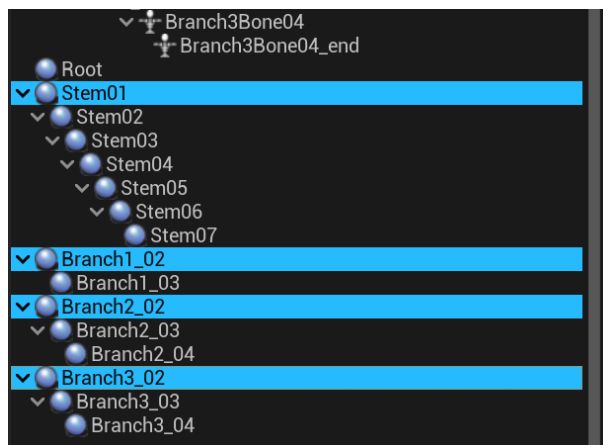 Branch3Bone04
Branch3Bone04_end
Root
Stem01
Stem02
Stem03
Stem04
Stem05
Stem06
Stem07
Branch1_02
Branch1_03
Branch2_02
Branch2_03
Branch2_04
Branch3_02
Branch3_03
Branch3_04